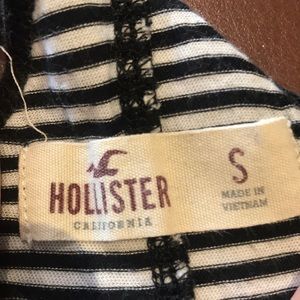 HOLLISTER
CALIFORNIA
S
MADE IN
VIETNAM